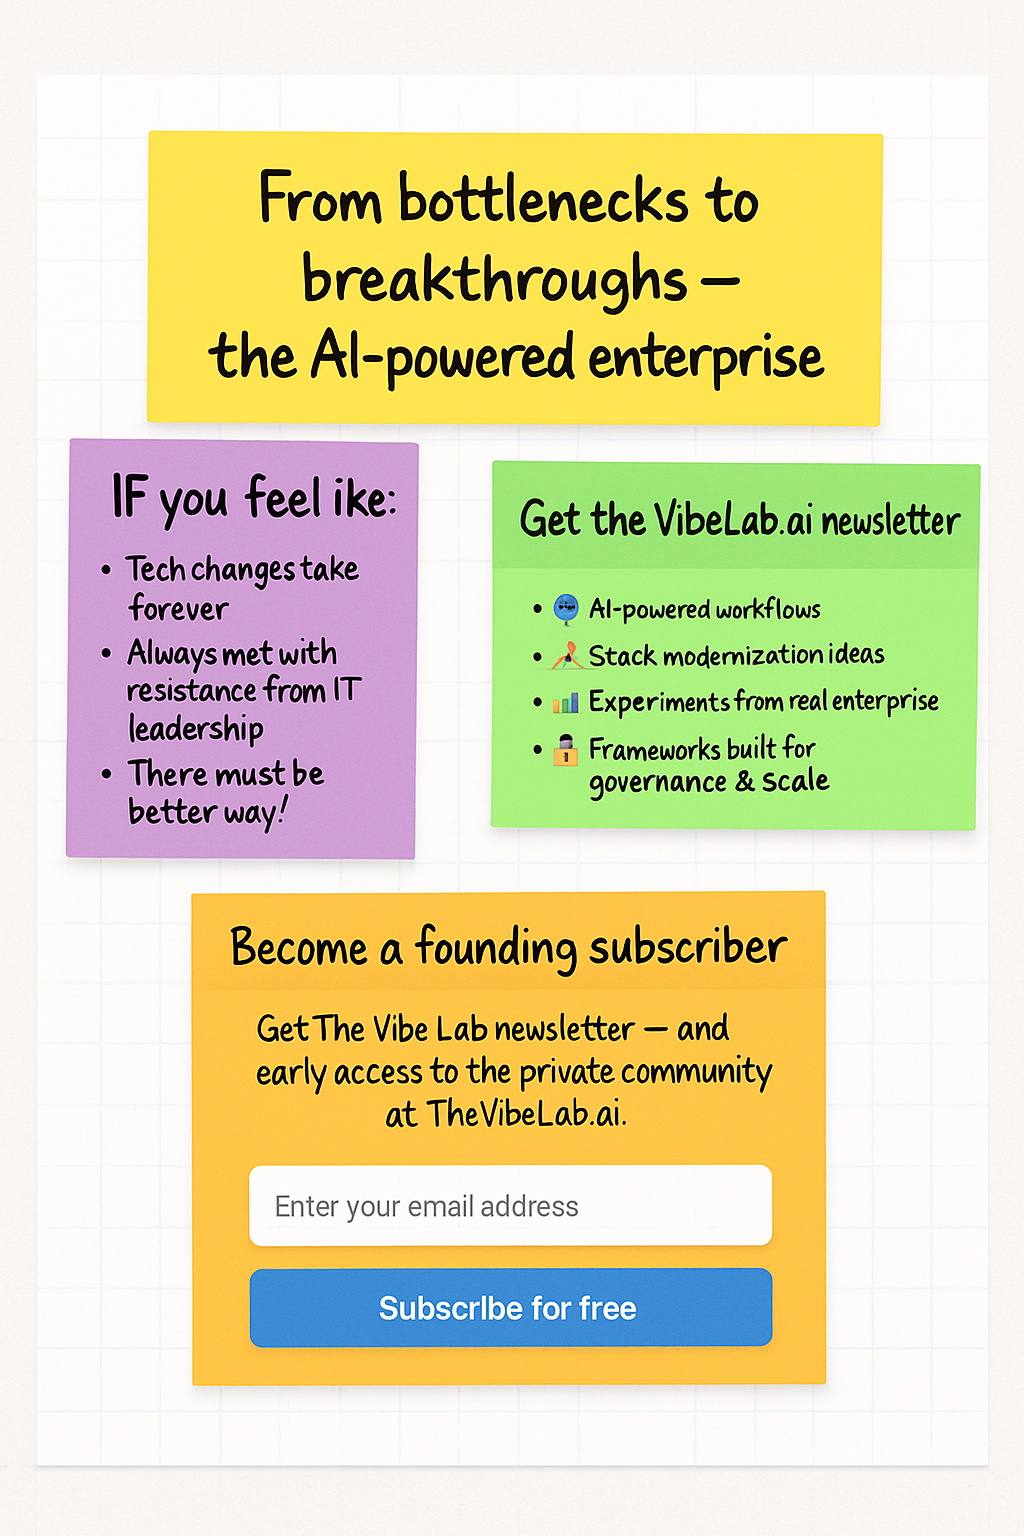 From bottlenecks to
breakthroughs —
the AI-powered enterprise
IF you feel ike:
• Tech changes take
forever
• Always met with
resistance from IT
leadership
• There must be
better way!
Get the VibeLab.ai newsletter
• AI-powered workflows
• Stack modernization ideas
• Experiments from real enterprise
• Frameworks built for
governance & scale
Become a founding subscriber
Get The Vibe Lab newsletter — and
early access to the private community
at TheVibeLab.ai.
Enter your email address
SubscrIbe for free